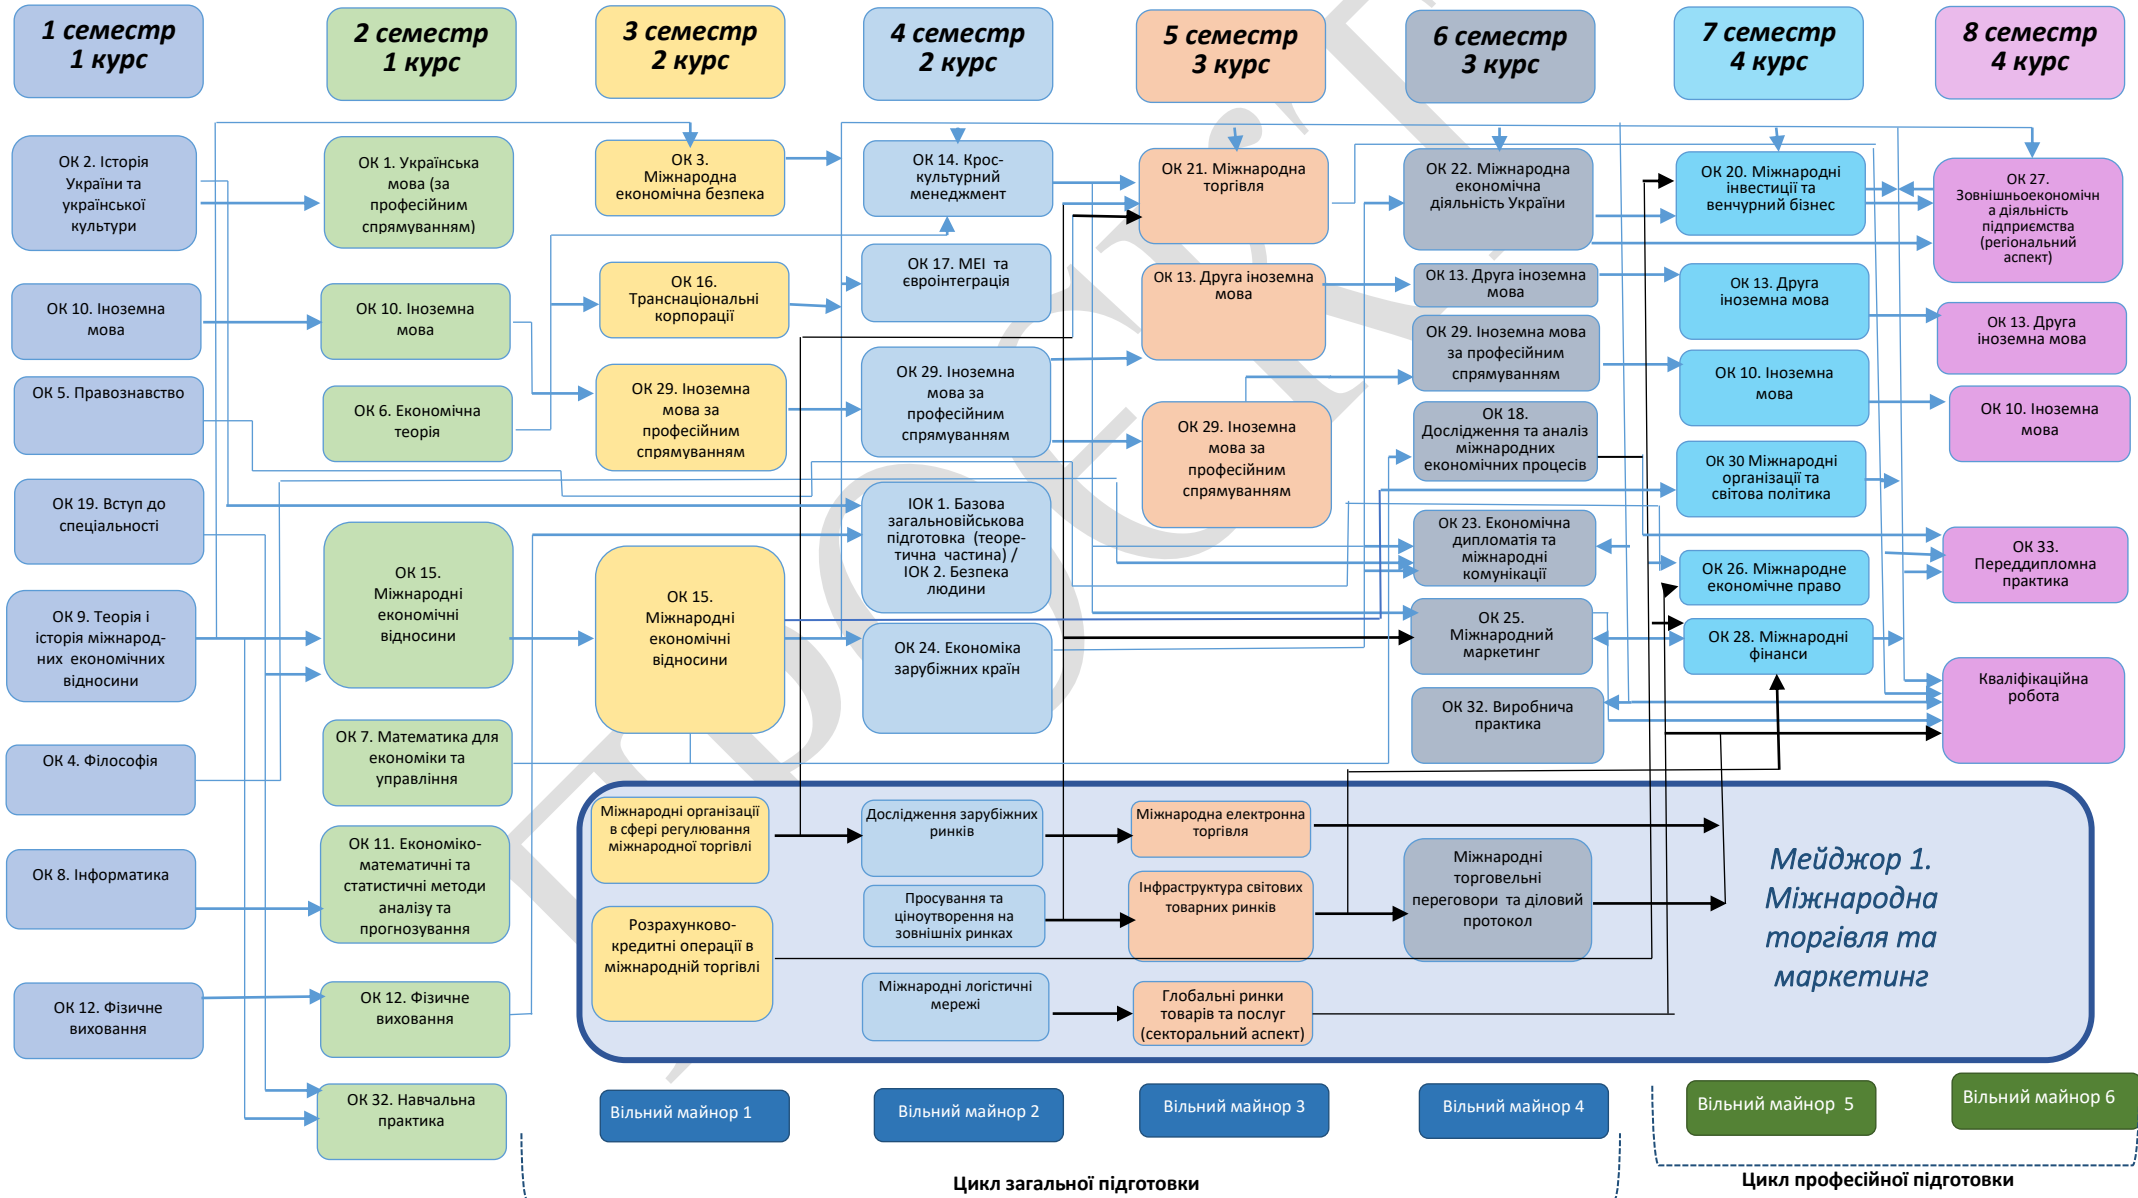 1 семестр
1 курс
2 семестр
1 курс
3 семестр
2 курс
4 семестр
2 курс
5 семестр
3 курс
6 семестр
3 курс
7 семестр
4 курс
8 семестр
4 курс
ОК 2. Історія
України та
української
культури
ОК 10. Іноземна
мова
ОК 5. Правознавство
ОК 19. Вступ до
спеціальності
ОК 9. Теорія і
історія міжнарод-
них економічних
відносини
ОК 4. Філософія
ОК 8. Інформатика
ОК 12. Фізичне
виховання
ОК 1. Українська
мова (за
професійним
спрямуванням)
ОК 10. Іноземна
мова
ОК 6. Економічна
теорія
ОК 15.
Міжнародні
економічні
відносини
ОК 7. Математика для
економіки та
управління
ОК 11. Економіко-
математичні та
статистичні методи
аналізу та
прогнозування
ОК 12. Фізичне
виховання
ОК 32. Навчальна
практика
ОК 3.
Міжнародна
економічна безпека
ОК 16.
Транснаціональні
корпорації
ОК 29. Іноземна
мова за
професійним
спрямуванням
ОК 15.
Міжнародні
економічні
відносини
Міжнародні організації
в сфері регулювання
міжнародної торгівлі
Розрахунково-
кредитні операції в
міжнародній торгівлі
Вільний майнор 1
ОК 14. Крос-
культурний
менеджмент
ОК 17. МЕІ та
євроінтеграція
ОК 29. Іноземна
мова за
професійним
спрямуванням
ІОК 1. Базова
загальновійськова
підготовка (теоре-
тична частина) /
ІОК 2. Безпека
людини
ОК 24. Економіка
зарубіжних країн
Дослідження зарубіжних
ринків
Просування та
ціноутворення на
зовнішніх ринках
Міжнародні логістичні
мережі
Вільний майнор 2
ОК 21. Міжнародна
торгівля
ОК 13. Друга іноземна
мова
ОК 29. Іноземна
мова за
професійним
спрямуванням
Міжнародна електронна
торгівля
Інфраструктура світових
товарних ринків
Глобальні ринки
товарів та послуг
(секторальний аспект)
Вільний майнор 3
ОК 22. Міжнародна
економічна
діяльність України
ОК 13. Друга іноземна
мова
ОК 29. Іноземна мова
за професійним
спрямуванням
ОК 18.
Дослідження та аналіз
міжнародних
економічних процесів
ОК 23. Економічна
дипломатія та
міжнародні
комунікації
ОК 25.
Міжнародний
маркетинг
ОК 32. Виробнича
практика
Міжнародні
торговельні
переговори та діловий
протокол
Вільний майнор 4
ОК 20. Міжнародні
інвестиції та
венчурний бізнес
ОК 13. Друга
іноземна мова
ОК 10. Іноземна
мова
ОК 30 Міжнародні
організації та
світова політика
ОК 26. Міжнародне
економічне право
ОК 28. Міжнародні
фінанси
Вільний майнор 5
ОК 27.
Зовнішньоекономічн
а діяльність
підприємства
(регіональний
аспект)
ОК 13. Друга
іноземна мова
ОК 10. Іноземна
мова
ОК 33.
Переддипломна
практика
Кваліфікаційна
робота
Мейджор 1.
Міжнародна
торгівля та
маркетинг
Вільний майнор 6
Цикл загальної підготовки
Цикл професійної підготовки
Проєкт